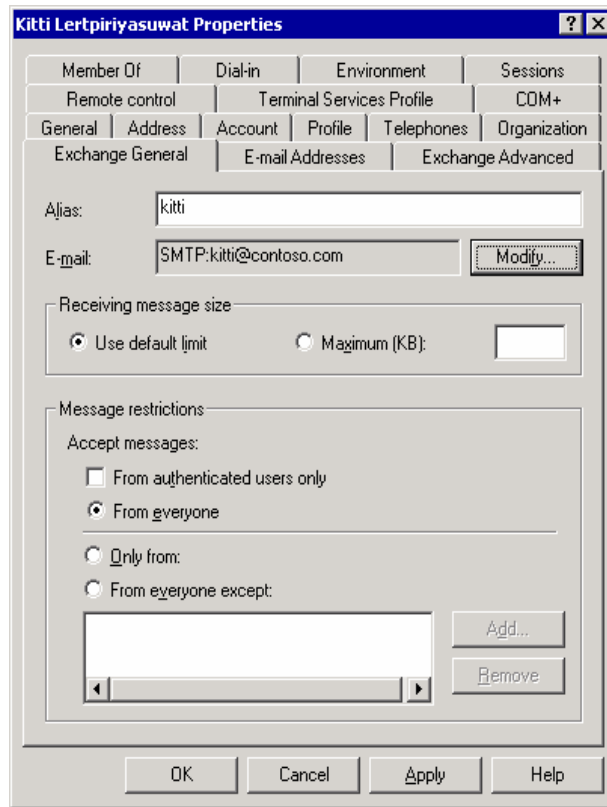 Kitti Lertpiriyasuwat Properties
Member Of Dial-in Environment Sessions
Remote control Terminal Services Profile COM+
General Address Account Profile Telephones Organization
Exchange General E-mail Addresses Exchange Advanced
Alias: kitti
E-mail: SMTP:kitti@contoso.com Modify...
Receiving message size
Use default limit Maximum (KB):
Message restrictions
Accept messages:
From authenticated users only
From everyone
Only from:
From everyone except:
Add...
Remove
OK Cancel Apply Help